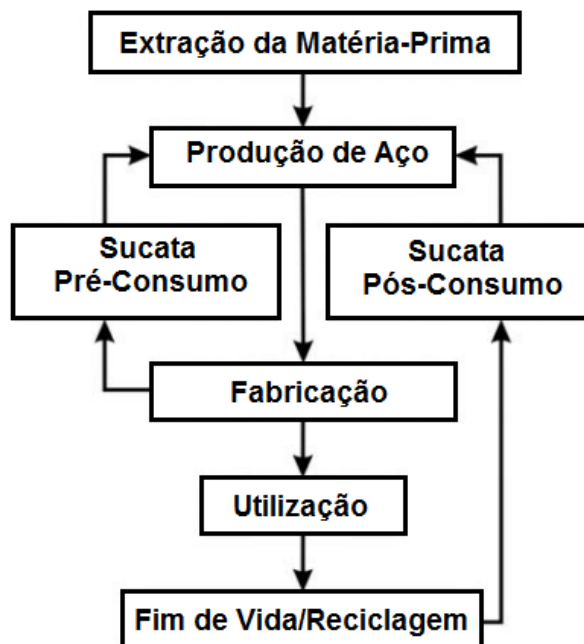 Extração da Matéria-Prima
Produção de Aço
Sucata
Pré-Consumo
Sucata
Pós-Consumo
Fabricação
Utilização
Fim de Vida/Reciclagem